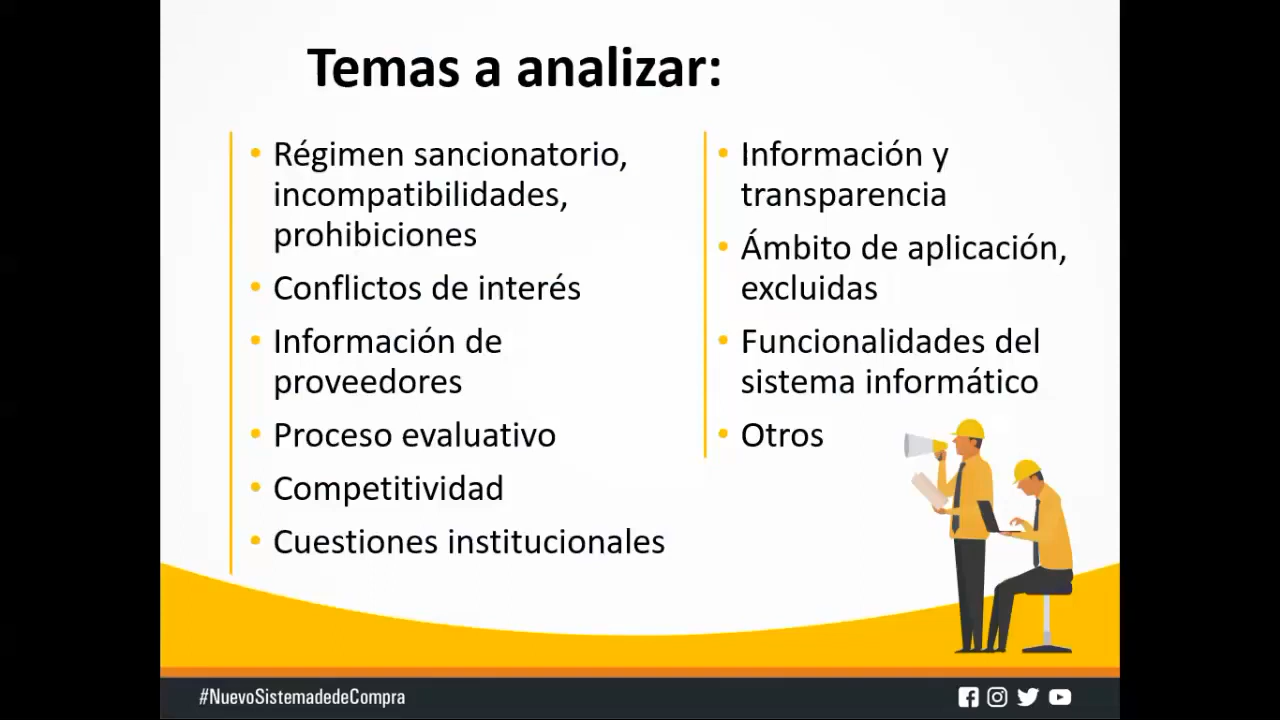 Temas a analizar:
• Régimen sancionatorio,
incompatibilidades,
prohibiciones
• Conflictos de interés
• Información de
proveedores
• Proceso evaluativo
• Competitividad
• Cuestiones institucionales
• Información y
transparencia
• Ámbito de aplicación,
excluidas
• Funcionalidades del
sistema informático
• Otros
#NuevoSistemadedeCompra